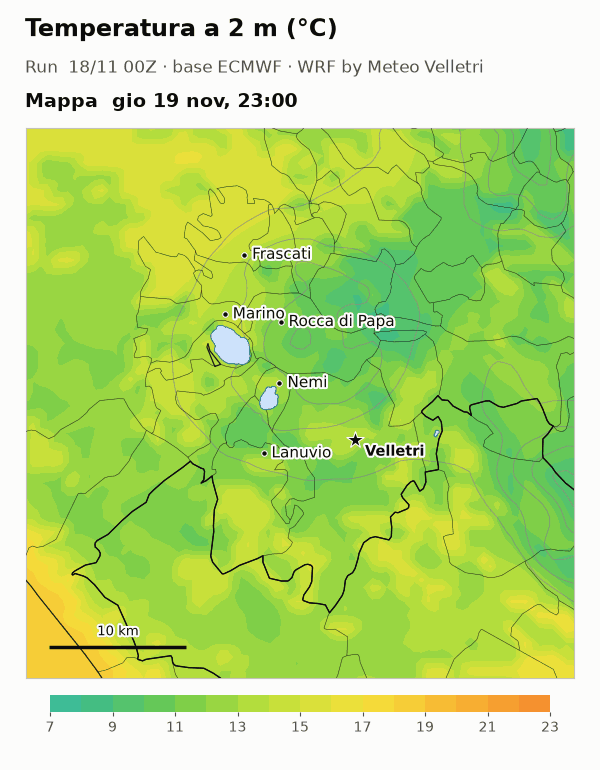 Temperatura a 2 m (°C)
Run  18/11 00Z · base ECMWF · WRF by Meteo Velletri
Mappa  gio 19 nov, 23:00
Frascati
Marino
Rocca di Papa
Nemi
Velletri
Lanuvio
10 km
7 9 11 13 15 17 19 21 23